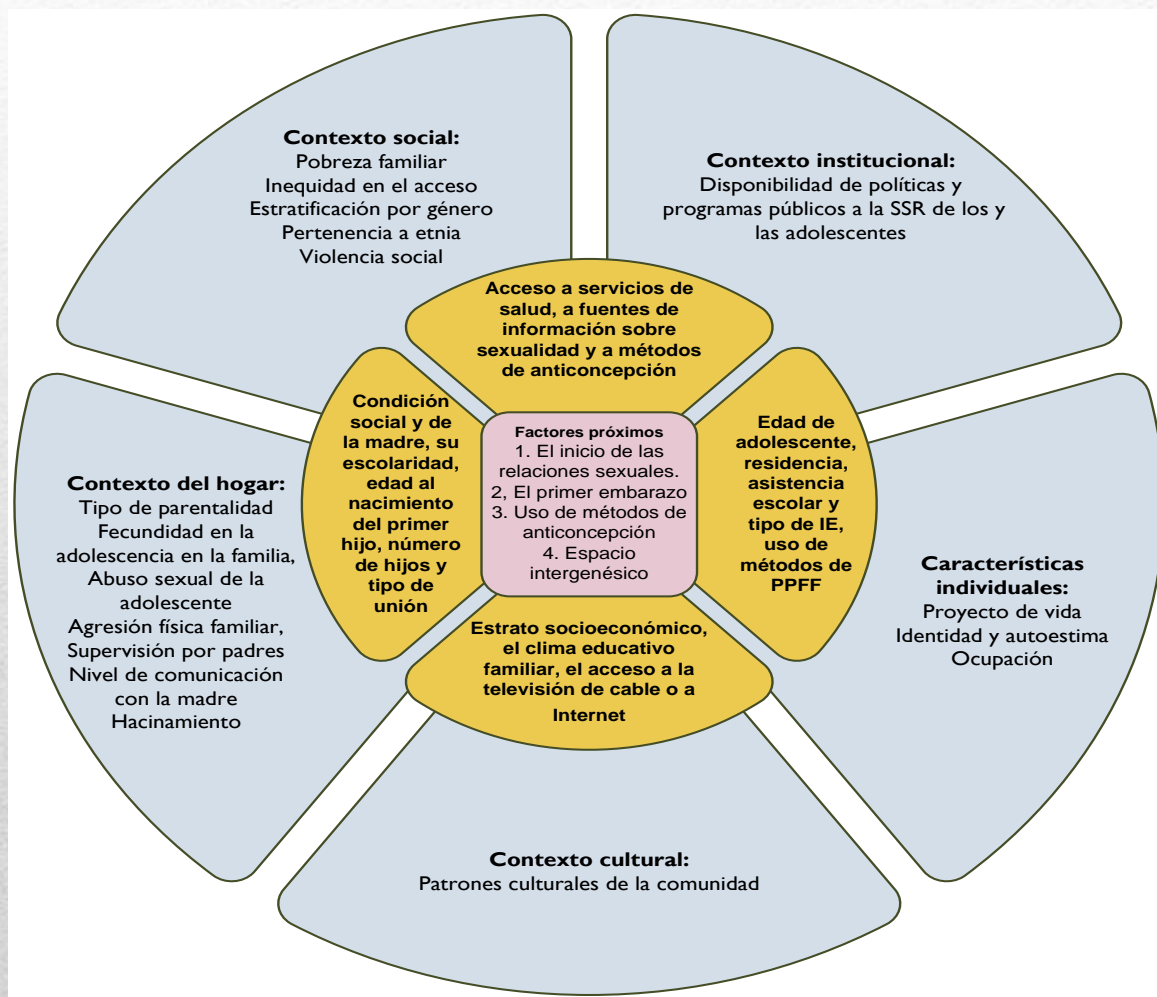 Contexto social:
Pobreza familiar
Inequidad en el acceso
Estratificación por género
Pertenencia a etnia
Violencia social
Contexto institucional:
Disponibilidad de políticas y
programas públicos a la SSR de los y
las adolescentes
Acceso a servicios de
salud, a fuentes de
información sobre
sexualidad y a métodos
de anticoncepción
Condición
social y de
la madre, su
escolaridad,
edad al
nacimiento
del primer
hijo, número
de hijos y
tipo de
unión
Factores próximos
1. El inicio de las
relaciones sexuales.
2, El primer embarazo
3. Uso de métodos de
anticoncepción
4. Espacio
intergenésico
Edad de
adolescente,
residencia,
asistencia
escolar y
tipo de IE,
uso de
métodos de
PPFF
Contexto del hogar:
Tipo de parentalidad
Fecundidad en la
adolescencia en la familia,
Abuso sexual de la
adolescente
Agresión física familiar,
Supervisión por padres
Nivel de comunicación
con la madre
Hacinamiento
Características
individuales:
Proyecto de vida
Identidad y autoestima
Ocupación
Estrato socioeconómico,
el clima educativo
familiar, el acceso a la
televisión de cable o a
Internet
Contexto cultural:
Patrones culturales de la comunidad